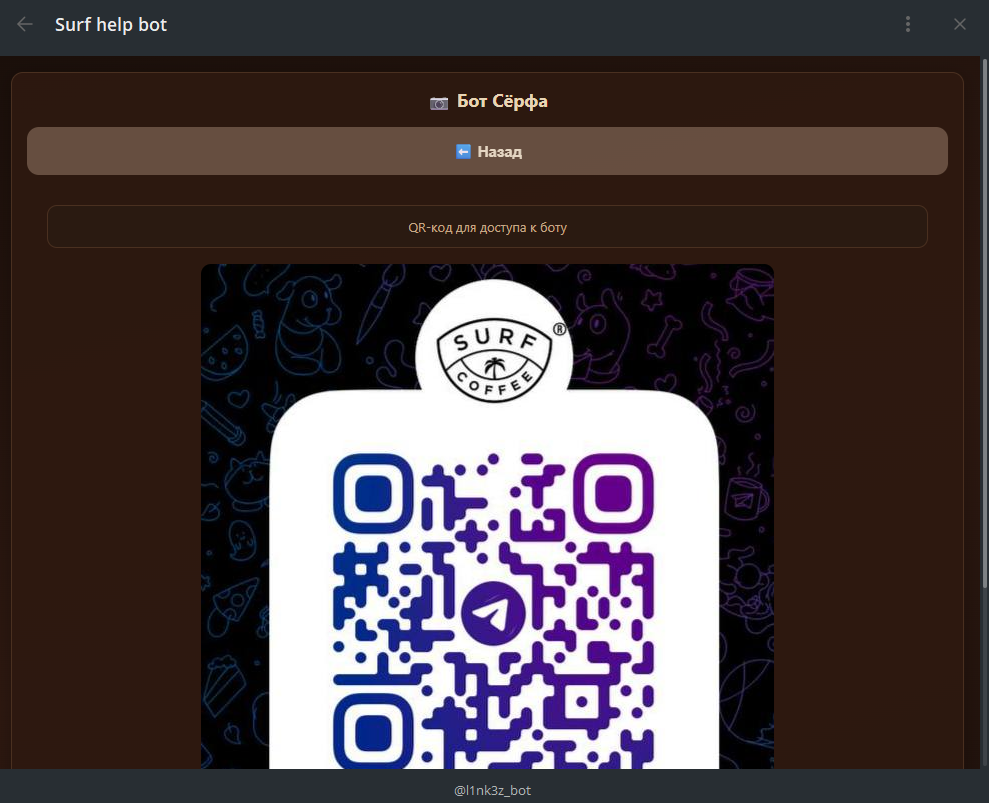 Surf help bot
Бот Сёрфа
Назад
QR-код для доступа к боту
SURF
®
COFFEE
@l1nk3z_bot